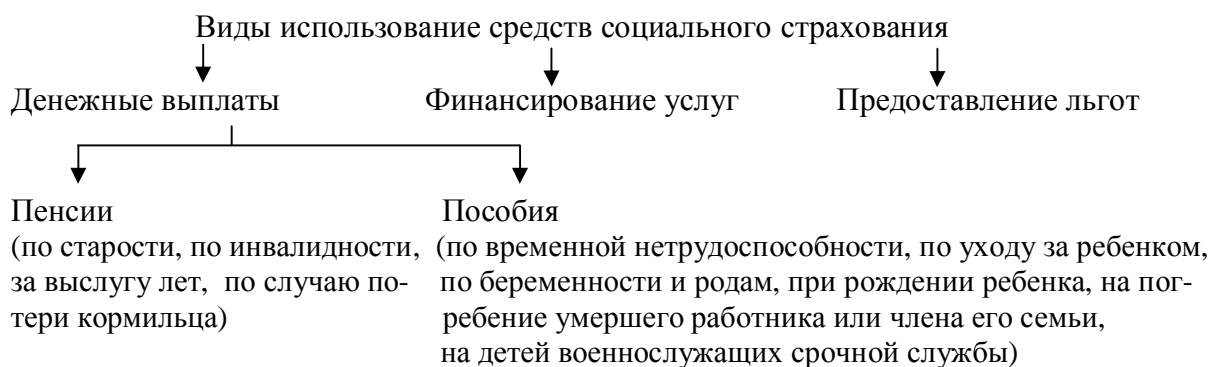 Виды использование средств социального страхования
Денежные выплаты Финансирование услуг Предоставление льгот
Пенсии
(по старости, по инвалидности,
за выслугу лет, по случаю по-
тери кормильца)
Пособия
(по временной нетрудоспособности, по уходу за ребенком,
по беременности и родам, при рождении ребенка, на пог-
ребение умершего работника или члена его семьи,
на детей военнослужащих срочной службы)